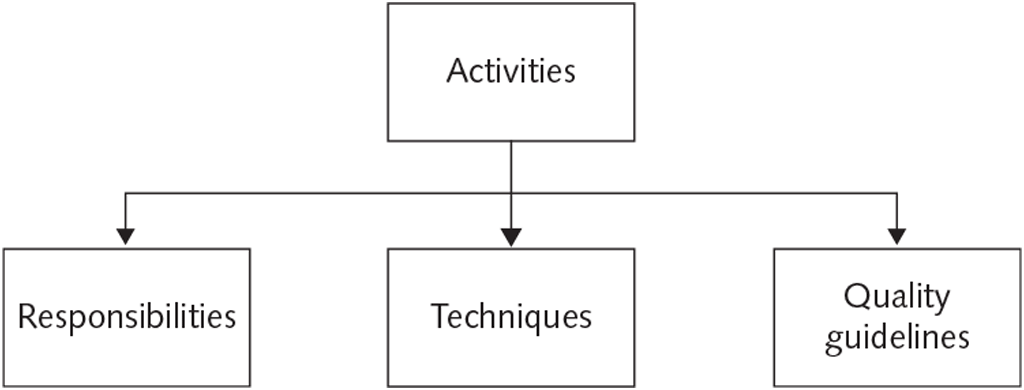 Activities
Responsibilities
Techniques
Quality
guidelines